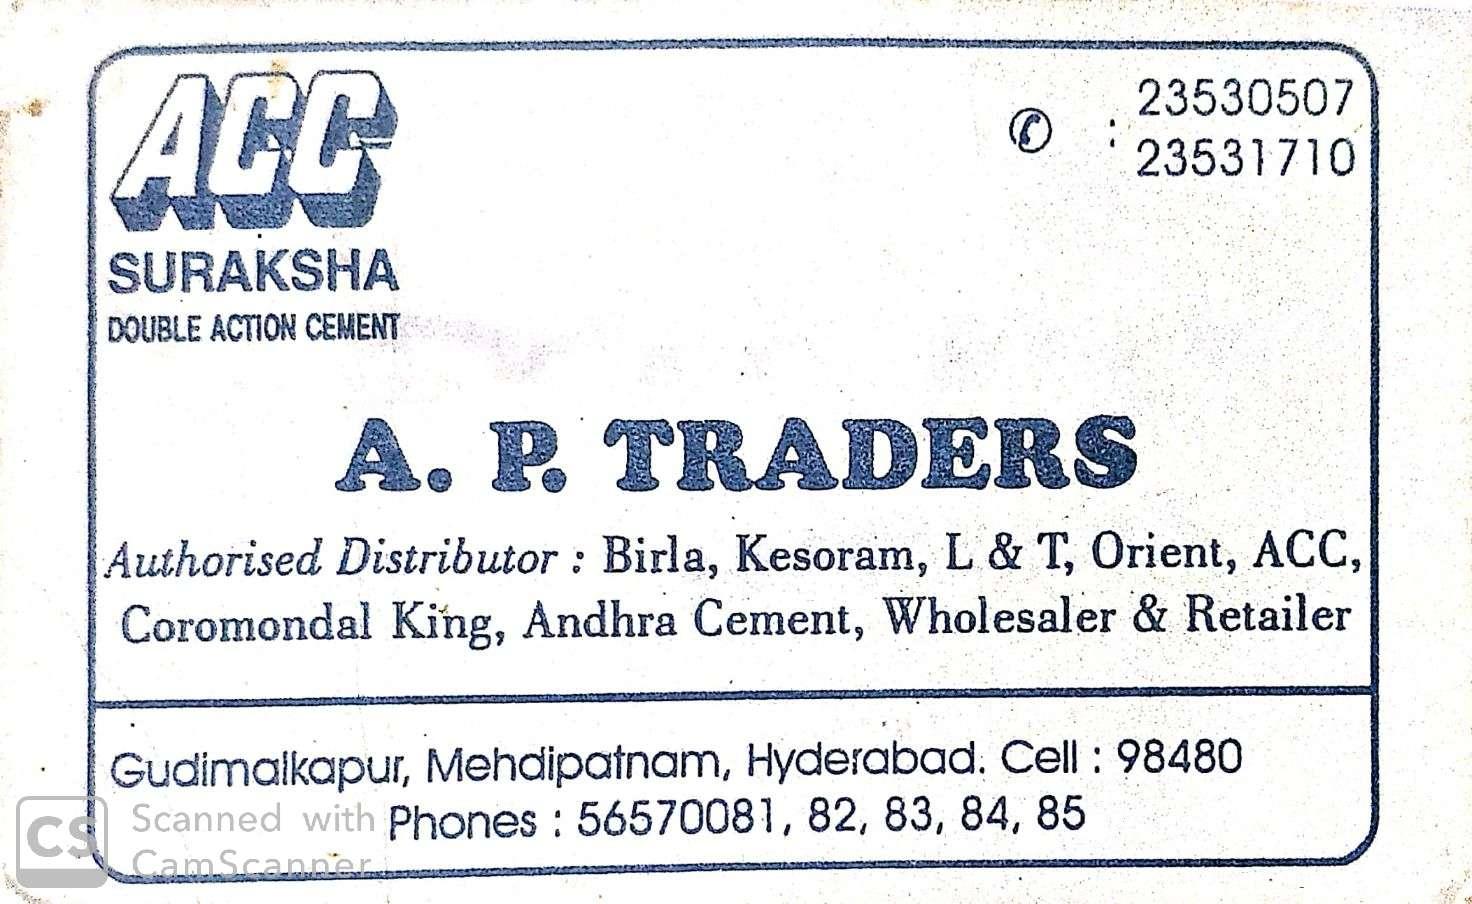 ACC
SURAKSHA
DOUBLE ACTION CEMENT
✆ : 23530507
23531710
A. P. TRADERS
Authorised Distributor : Birla, Kesoram, L & T, Orient, ACC,
Coromondal King, Andhra Cement, Wholesaler & Retailer
Gudimalkapur, Mehdipatnam, Hyderabad. Cell : 98480
Phones : 56570081, 82, 83, 84, 85
CS Scanned with
CamScanner